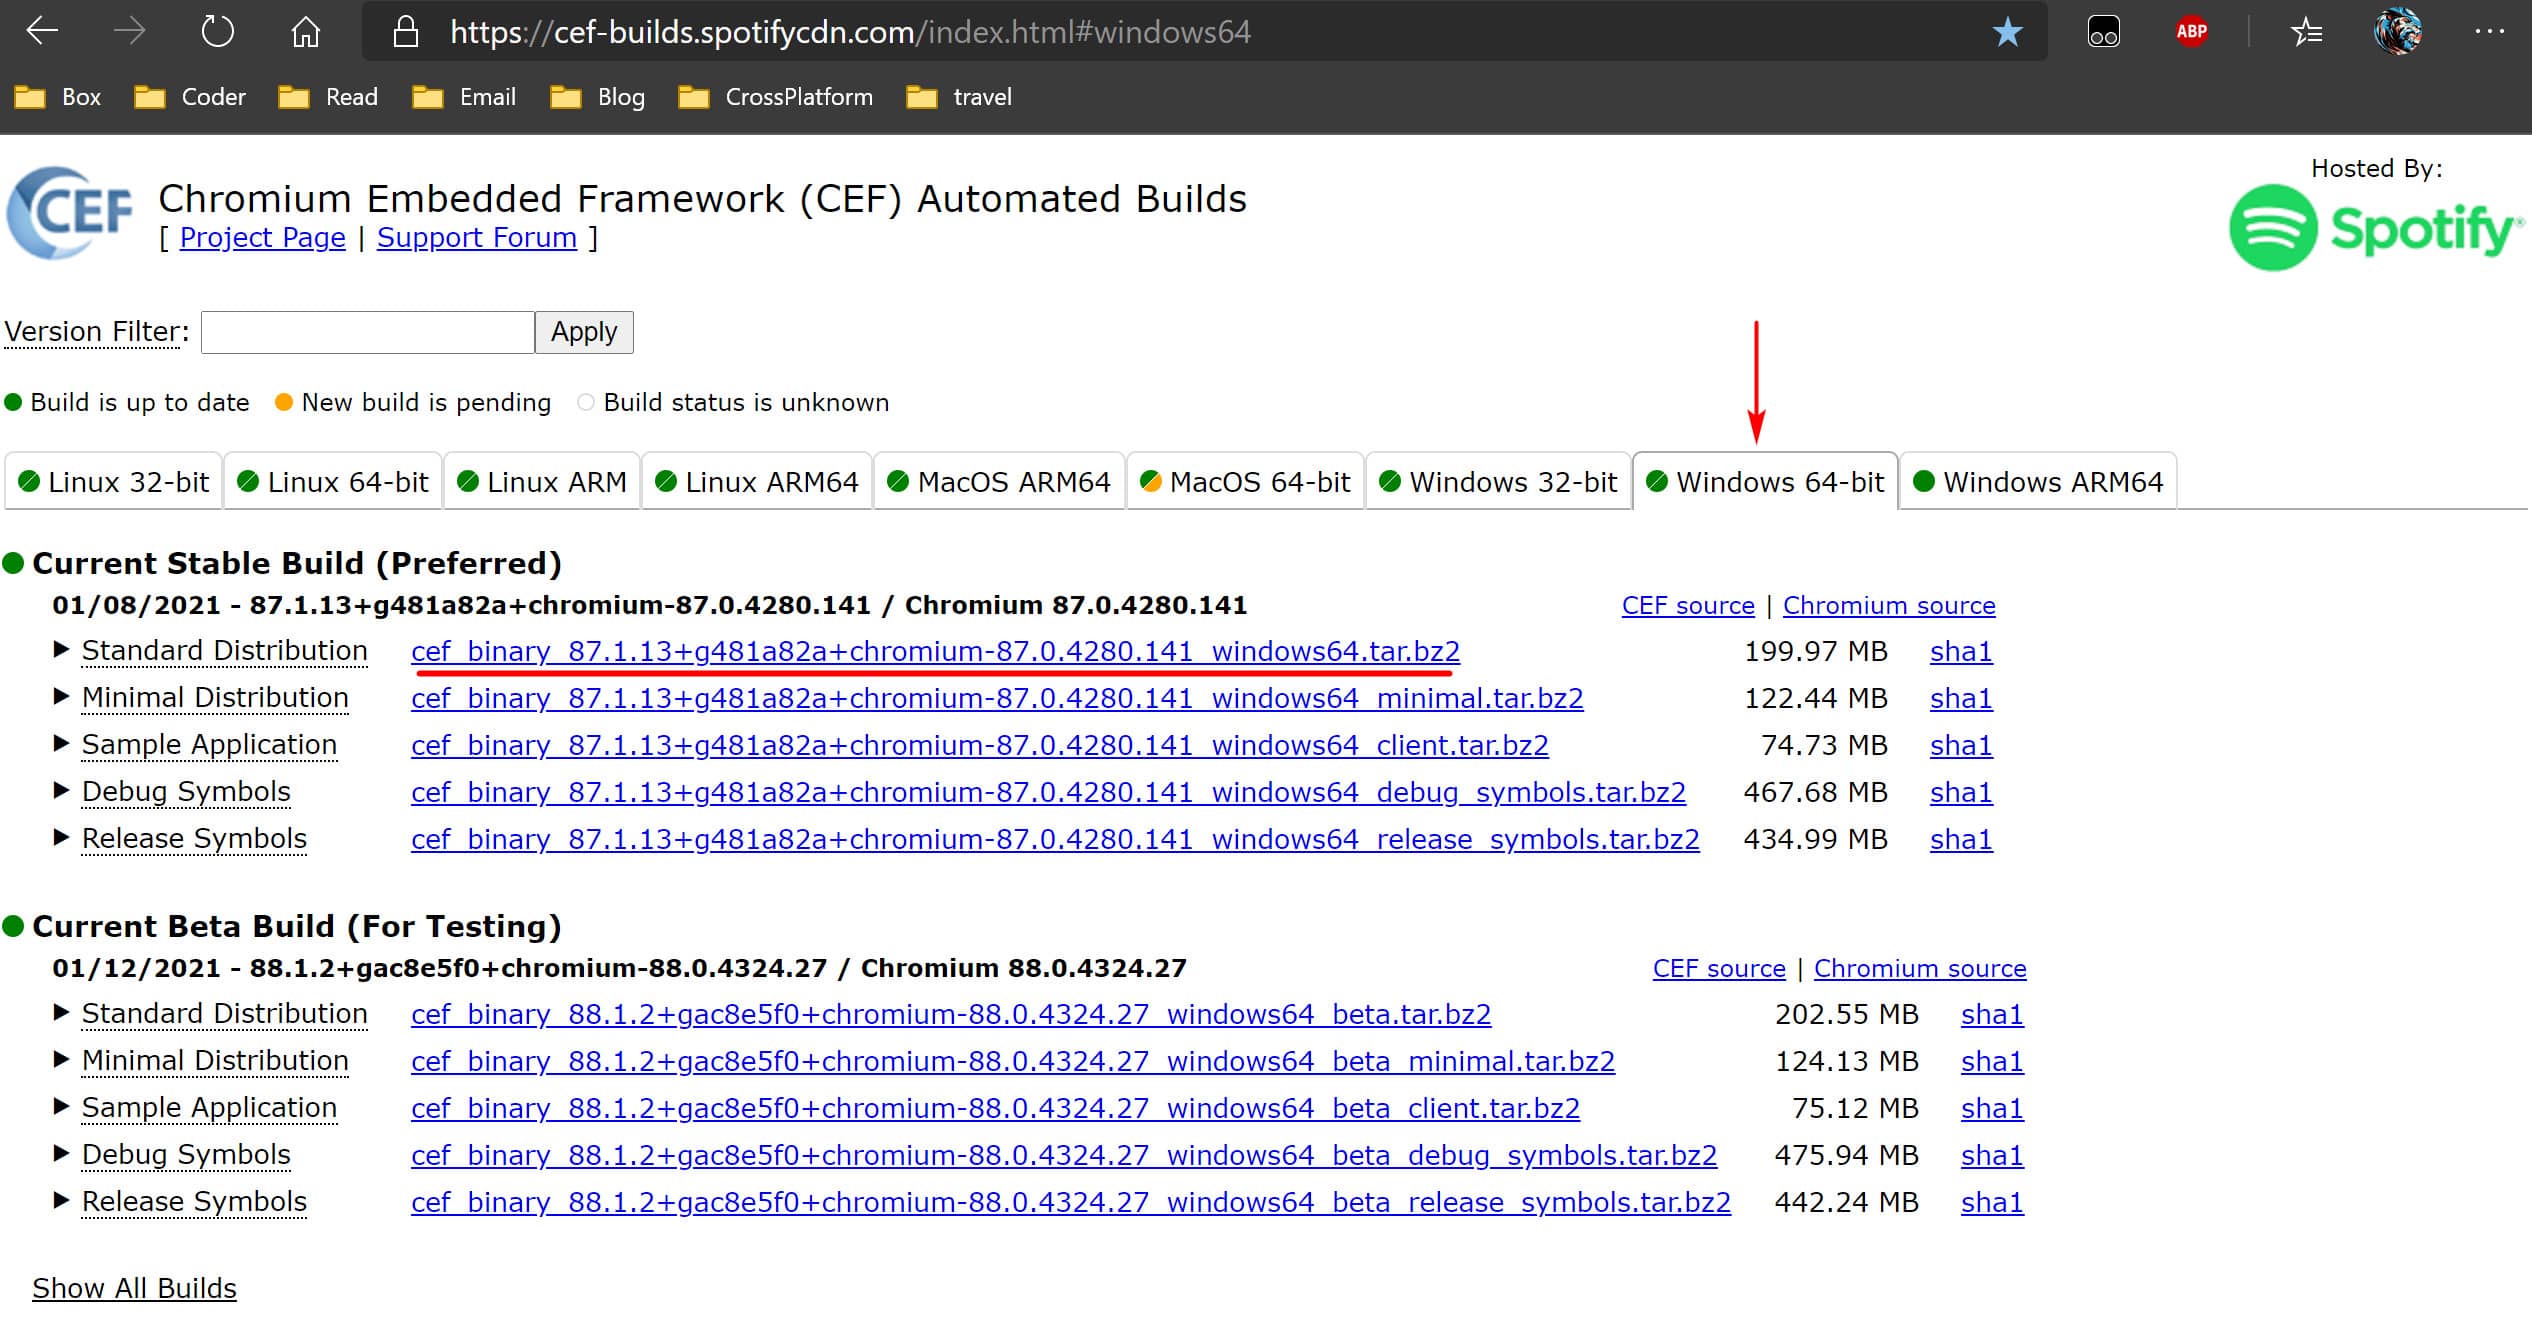 https://cef-builds.spotifycdn.com/index.html#windows64
ABP
Box Coder Read Email Blog CrossPlatform travel
CEF
Chromium Embedded Framework (CEF) Automated Builds
[ Project Page | Support Forum ]
Hosted By:
Spotify®
Version Filter: Apply
Build is up to date New build is pending Build status is unknown
Linux 32-bit Linux 64-bit Linux ARM Linux ARM64 MacOS ARM64 MacOS 64-bit Windows 32-bit Windows 64-bit Windows ARM64
Current Stable Build (Preferred)
01/08/2021 - 87.1.13+g481a82a+chromium-87.0.4280.141 / Chromium 87.0.4280.141 CEF source | Chromium source
Standard Distribution cef_binary_87.1.13+g481a82a+chromium-87.0.4280.141_windows64.tar.bz2 199.97 MB sha1
Minimal Distribution cef_binary_87.1.13+g481a82a+chromium-87.0.4280.141_windows64_minimal.tar.bz2 122.44 MB sha1
Sample Application cef_binary_87.1.13+g481a82a+chromium-87.0.4280.141_windows64_client.tar.bz2 74.73 MB sha1
Debug Symbols cef_binary_87.1.13+g481a82a+chromium-87.0.4280.141_windows64_debug_symbols.tar.bz2 467.68 MB sha1
Release Symbols cef_binary_87.1.13+g481a82a+chromium-87.0.4280.141_windows64_release_symbols.tar.bz2 434.99 MB sha1
Current Beta Build (For Testing)
01/12/2021 - 88.1.2+gac8e5f0+chromium-88.0.4324.27 / Chromium 88.0.4324.27 CEF source | Chromium source
Standard Distribution cef_binary_88.1.2+gac8e5f0+chromium-88.0.4324.27_windows64_beta.tar.bz2 202.55 MB sha1
Minimal Distribution cef_binary_88.1.2+gac8e5f0+chromium-88.0.4324.27_windows64_beta_minimal.tar.bz2 124.13 MB sha1
Sample Application cef_binary_88.1.2+gac8e5f0+chromium-88.0.4324.27_windows64_beta_client.tar.bz2 75.12 MB sha1
Debug Symbols cef_binary_88.1.2+gac8e5f0+chromium-88.0.4324.27_windows64_beta_debug_symbols.tar.bz2 475.94 MB sha1
Release Symbols cef_binary_88.1.2+gac8e5f0+chromium-88.0.4324.27_windows64_beta_release_symbols.tar.bz2 442.24 MB sha1
Show All Builds